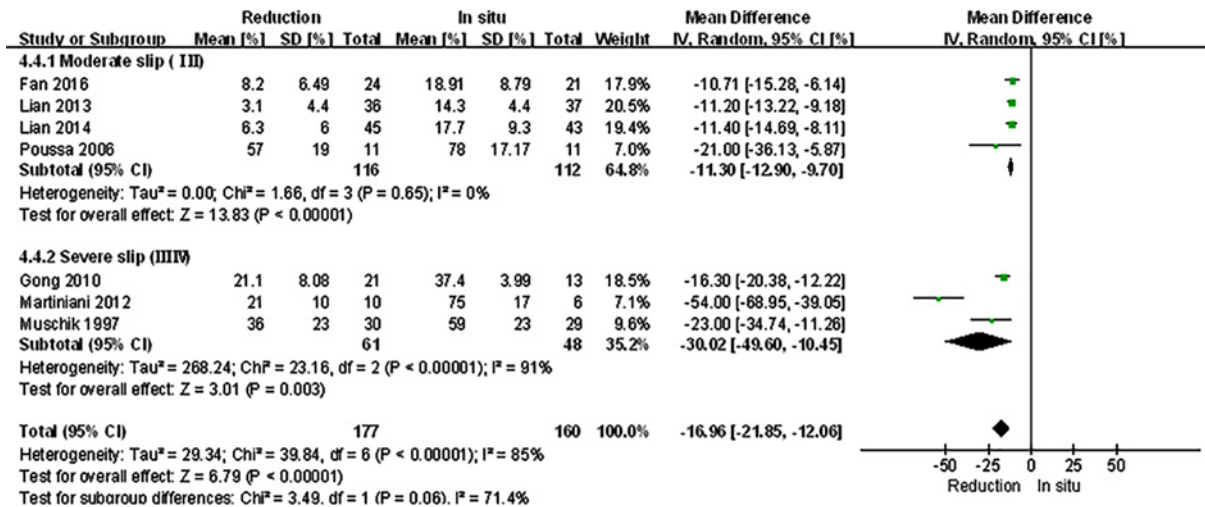 Reduction In situ Mean Difference Mean Difference
Study or Subgroup Mean [%] SD [%] Total Mean [%] SD [%] Total Weight IV, Random, 95% CI [%] IV, Random, 95% CI [%]
4.4.1 Moderate slip ( I II)
Fan 2016 8.2 6.49 24 18.91 8.79 21 17.9% -10.71 [-15.28, -6.14]
Lian 2013 3.1 4.4 36 14.3 4.4 37 20.5% -11.20 [-13.22, -9.18]
Lian 2014 6.3 6 45 17.7 9.3 43 19.4% -11.40 [-14.69, -8.11]
Poussa 2006 57 19 11 78 17.17 11 7.0% -21.00 [-36.13, -5.87]
Subtotal (95% CI) 116 112 64.8% -11.30 [-12.90, -9.70]
Heterogeneity: Tau² = 0.00; Chi² = 1.66, df = 3 (P = 0.65); I² = 0%
Test for overall effect: Z = 13.83 (P < 0.00001)
4.4.2 Severe slip (III IV)
Gong 2010 21.1 8.08 21 37.4 3.99 13 18.5% -16.30 [-20.38, -12.22]
Martiniani 2012 21 10 10 75 17 6 7.1% -54.00 [-68.95, -39.05]
Muschik 1997 36 23 30 59 23 29 9.6% -23.00 [-34.74, -11.26]
Subtotal (95% CI) 61 48 35.2% -30.02 [-49.60, -10.45]
Heterogeneity: Tau² = 268.24; Chi² = 23.16, df = 2 (P < 0.00001); I² = 91%
Test for overall effect: Z = 3.01 (P = 0.003)
Total (95% CI) 177 160 100.0% -16.96 [-21.85, -12.06]
Heterogeneity: Tau² = 29.34; Chi² = 39.84, df = 6 (P < 0.00001); I² = 85%
Test for overall effect: Z = 6.79 (P < 0.00001)
Test for subgroup differences: Chi² = 3.49, df = 1 (P = 0.06), I² = 71.4%
-50 -25 0 25 50
Reduction In situ